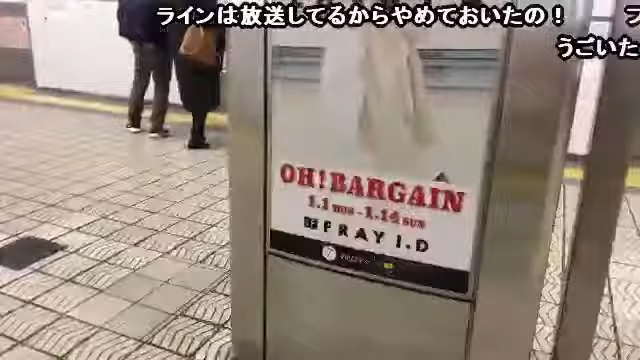 ラインは放送してるからやめておいたの！
うごいた
OH!BARGAIN
1.1 MON - 1.14 SUN
FRAY I.D